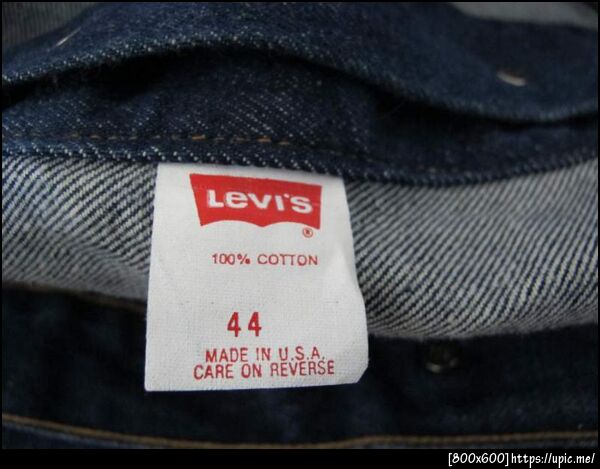 LEVI'S
®
100% COTTON
44
MADE IN U.S.A.
CARE ON REVERSE
[800x600]https://upic.me/